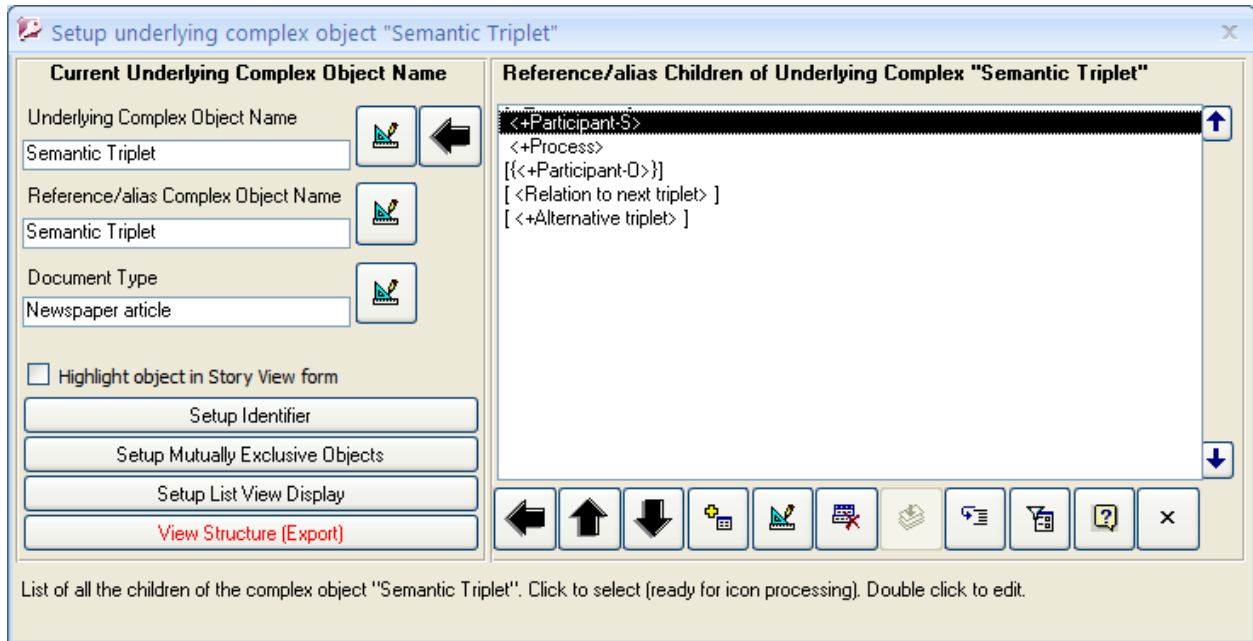 Setup underlying complex object "Semantic Triplet"
Current Underlying Complex Object Name
Underlying Complex Object Name
Semantic Triplet
Reference/alias Complex Object Name
Semantic Triplet
Document Type
Newspaper article
Highlight object in Story View form
Setup Identifier
Setup Mutually Exclusive Objects
Setup List View Display
View Structure (Export)
Reference/alias Children of Underlying Complex "Semantic Triplet"
<+Participant-S>
<+Process>
[{<+Participant-O>}]
[ <Relation to next triplet> ]
[ <+Alternative triplet> ]
List of all the children of the complex object "Semantic Triplet". Click to select (ready for icon processing). Double click to edit.